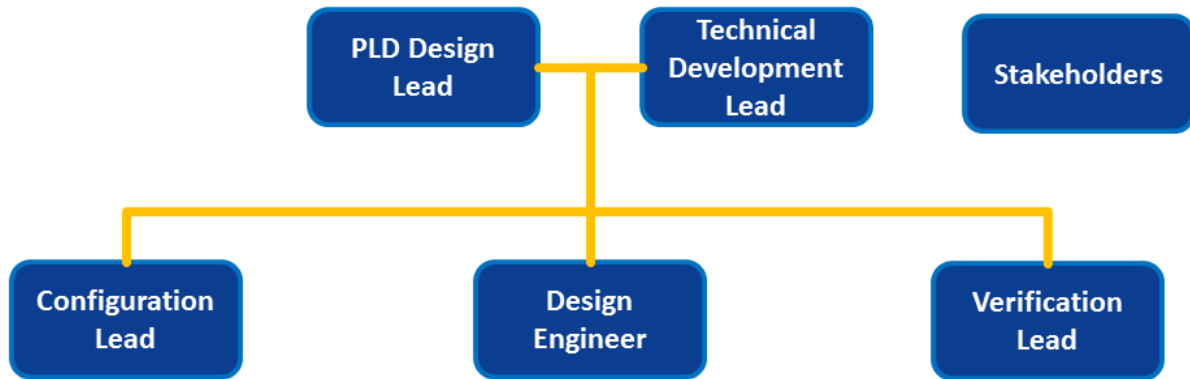 PLD Design
Lead
Technical
Development
Lead
Stakeholders
Configuration
Lead
Design
Engineer
Verification
Lead